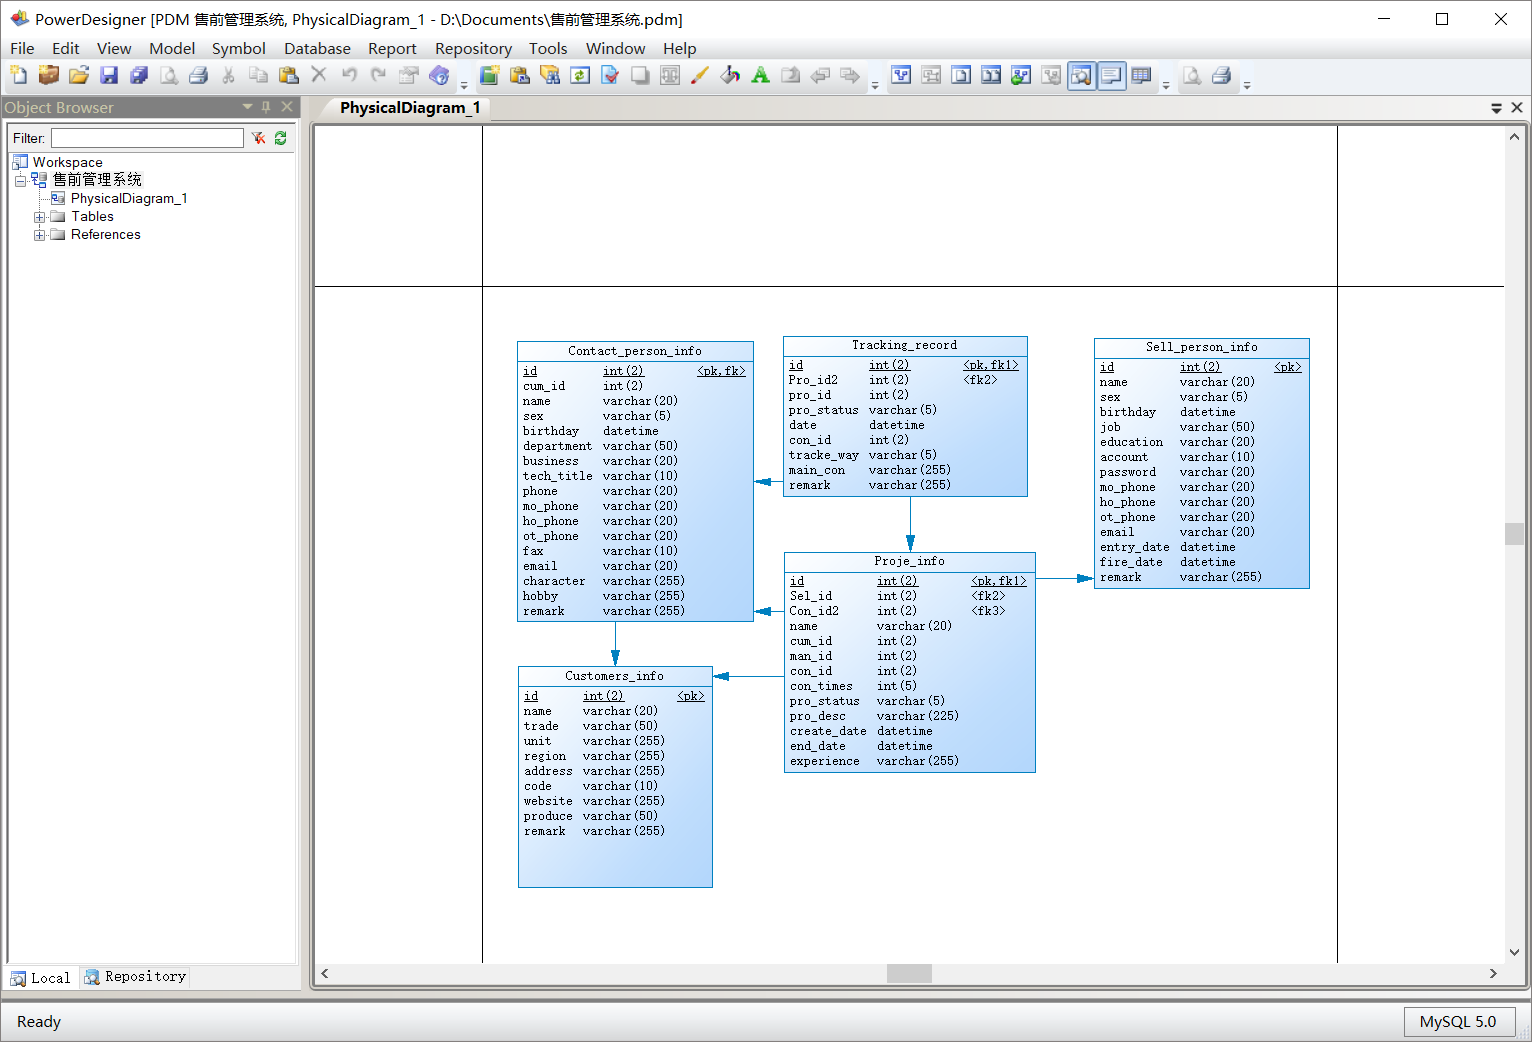 PowerDesigner [PDM 售前管理系统, PhysicalDiagram_1 - D:\Documents\售前管理系统.pdm]
File Edit View Model Symbol Database Report Repository Tools Window Help
Object Browser
PhysicalDiagram_1
Filter:
Workspace
售前管理系统
PhysicalDiagram_1
Tables
References
Contact_person_info
id int(2) <pk,fk>
cum_id int(2)
name varchar(20)
sex varchar(5)
birthday datetime
department varchar(50)
business varchar(20)
tech_title varchar(10)
phone varchar(20)
mo_phone varchar(20)
ho_phone varchar(20)
ot_phone varchar(20)
fax varchar(10)
email varchar(20)
character varchar(255)
hobby varchar(255)
remark varchar(255)
Tracking_record
id int(2) <pk,fk1>
Pro_id2 int(2) <fk2>
pro_id int(2)
pro_status varchar(5)
date datetime
con_id int(2)
tracke_way varchar(5)
main_con varchar(255)
remark varchar(255)
Sell_person_info
id int(2) <pk>
name varchar(20)
sex varchar(5)
birthday datetime
job varchar(50)
education varchar(20)
account varchar(10)
password varchar(20)
mo_phone varchar(20)
ho_phone varchar(20)
ot_phone varchar(20)
email varchar(20)
entry_date datetime
fire_date datetime
remark varchar(255)
Proje_info
id int(2) <pk,fk1>
Sel_id int(2) <fk2>
Con_id2 int(2) <fk3>
name varchar(20)
cum_id int(2)
man_id int(2)
con_id int(2)
con_times int(5)
pro_status varchar(5)
pro_desc varchar(225)
create_date datetime
end_date datetime
experience varchar(255)
Customers_info
id int(2) <pk>
name varchar(20)
trade varchar(50)
unit varchar(255)
region varchar(255)
address varchar(255)
code varchar(10)
website varchar(255)
produce varchar(50)
remark varchar(255)
Local Repository
Ready
MySQL 5.0